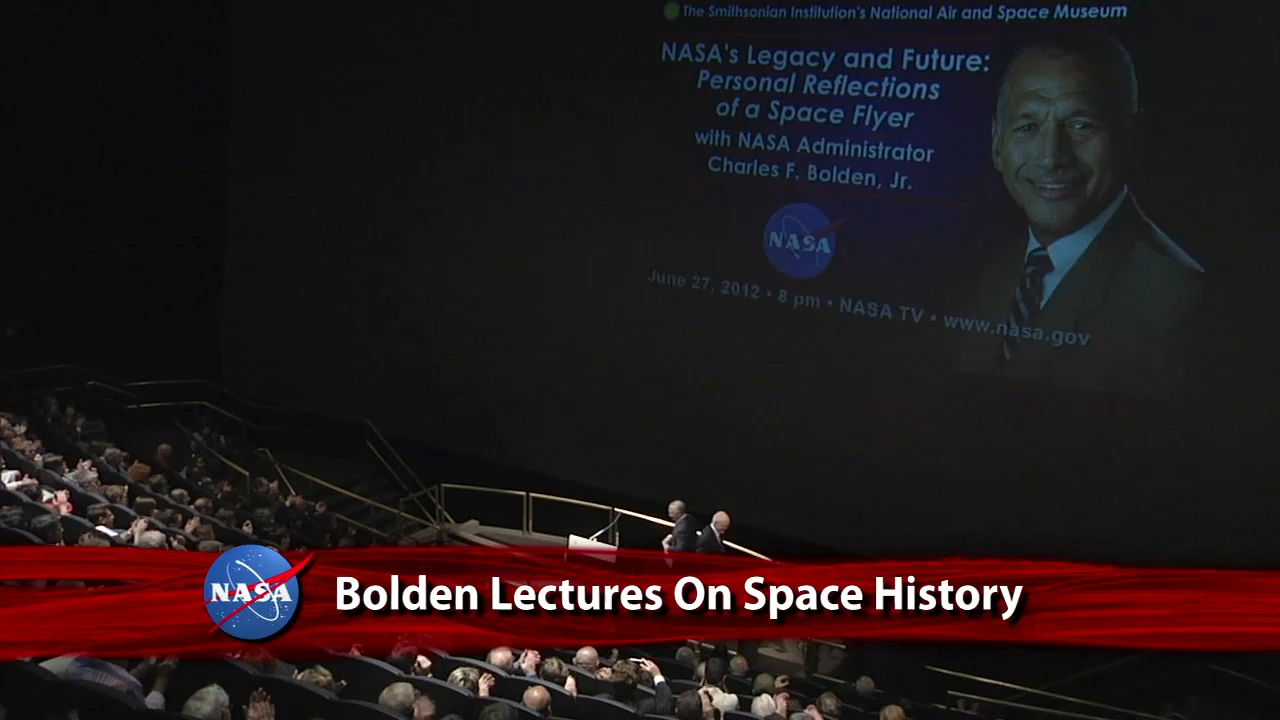 The Smithsonian Institution's National Air and Space Museum
NASA's Legacy and Future:
Personal Reflections
of a Space Flyer
with NASA Administrator
Charles F. Bolden, Jr.
NASA
June 27, 2012 • 8 pm • NASA TV • www.nasa.gov
NASA
Bolden Lectures On Space History